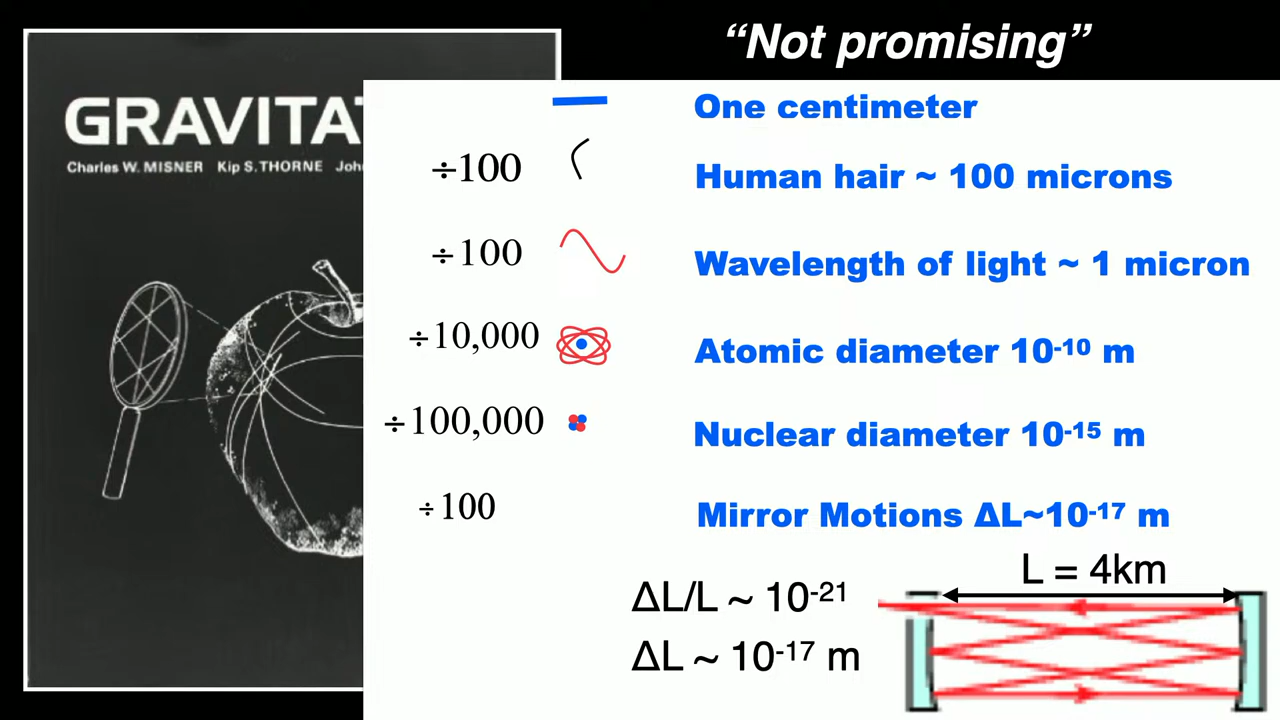 “Not promising”
GRAVITA
Charles W. MISNER Kip S. THORNE Joh
One centimeter
÷100 Human hair ~ 100 microns
÷100 Wavelength of light ~ 1 micron
÷10,000 Atomic diameter 10⁻¹⁰ m
÷100,000 Nuclear diameter 10⁻¹⁵ m
÷100 Mirror Motions ΔL~10⁻¹⁷ m
L = 4km
ΔL/L ~ 10⁻²¹
ΔL ~ 10⁻¹⁷ m